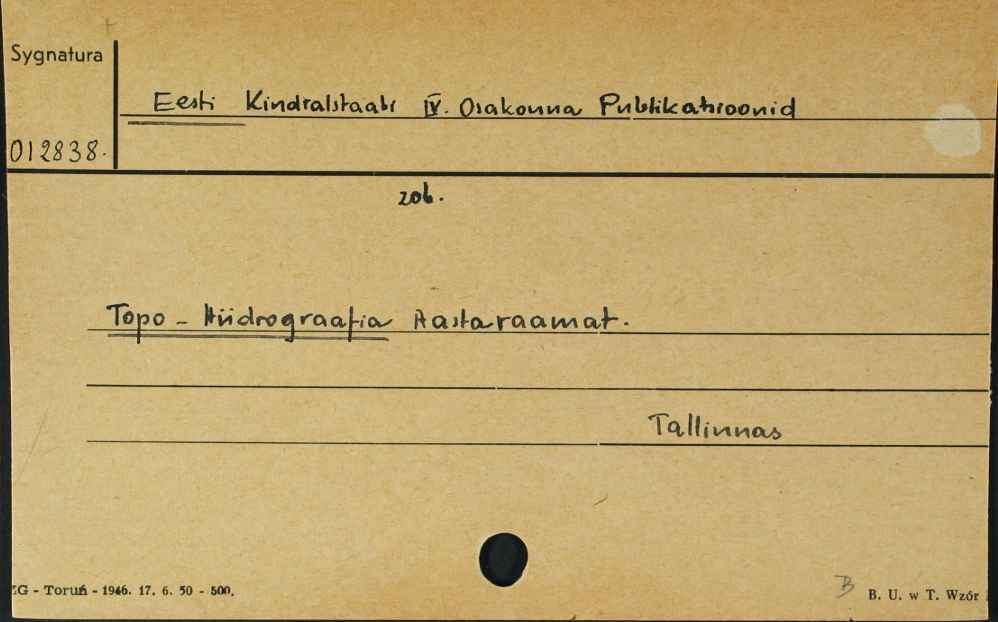 Sygnatura
Eesti Kindralstaabi IV. Osakonna Publikatsioonid
012838.
zob.
Topo - Hüdrograafia Aastaraamat.
Tallinnas
ZG - Toruń - 1946. 17. 6. 50 - 500.
B
B. U. w T. Wzór